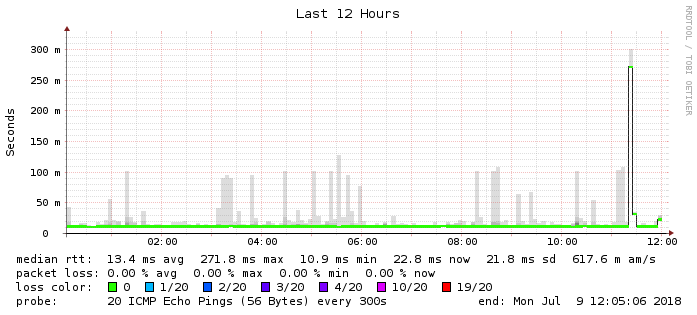 Last 12 Hours
RRDTOOL / TOBI OETIKER
Seconds
300 m
250 m
200 m
150 m
100 m
50 m
0
02:00 04:00 06:00 08:00 10:00 12:00
median rtt: 13.4 ms avg 271.8 ms max 10.9 ms min 22.8 ms now 21.8 ms sd 617.6 m am/s
packet loss: 0.00 % avg 0.00 % max 0.00 % min 0.00 % now
loss color: 0 1/20 2/20 3/20 4/20 10/20 19/20
probe: 20 ICMP Echo Pings (56 Bytes) every 300s end: Mon Jul 9 12:05:06 2018